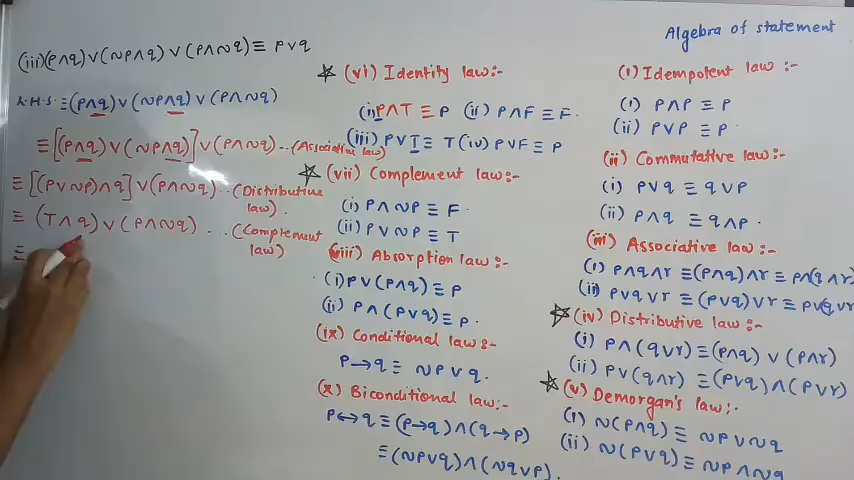 (iii)(p∧q)∨(~p∧q)∨(p∧~q)≡ p∨q
L.H.S.≡(p∧q)∨(~p∧q)∨(p∧~q)
≡[(p∧q)∨(~p∧q)]∨(p∧~q)...(Associative law)
≡[(p∨~p)∧q]∨(p∧~q)...(Distributive law).
≡ (T∧q)∨(p∧~q)...(Complement law)
≡
☆ (vi) Identity law:-
(i) p∧T ≡ p (ii) p∧F ≡ F.
(iii) p∨T ≡ T (iv) p∨F ≡ p
☆ (vii) Complement law:-
(i) p∧~p ≡ F
(ii) p∨~p ≡ T
(viii) Absorption law:-
(i) p∨(p∧q) ≡ p
(ii) p∧(p∨q) ≡ p.
(ix) Conditional law:-
p→q ≡ ~p∨q.
(x) Biconditional law:-
p↔q ≡ (p→q)∧(q→p)
≡(~p∨q)∧(~q∨p).
Algebra of statement
(i) Idempotent law:-
(i) p∧p ≡ p
(ii) p∨p ≡ p.
(ii) Commutative law:-
(i) p∨q ≡ q∨p
(ii) p∧q ≡ q∧p.
(iii) Associative law:-
(i) p∧q∧r ≡(p∧q)∧r ≡ p∧(q∧r)
(ii) p∨q∨r ≡(p∨q)∨r ≡ p∨(q∨r
☆ (iv) Distributive law:-
(i) p∧(q∨r) ≡(p∧q)∨(p∧r)
(ii) p∨(q∧r) ≡(p∨q)∧(p∨r)
☆ (v) Demorgan's law:-
(i) ~(p∧q) ≡ ~p∨~q
(ii) ~(p∨q) ≡ ~p∧~q